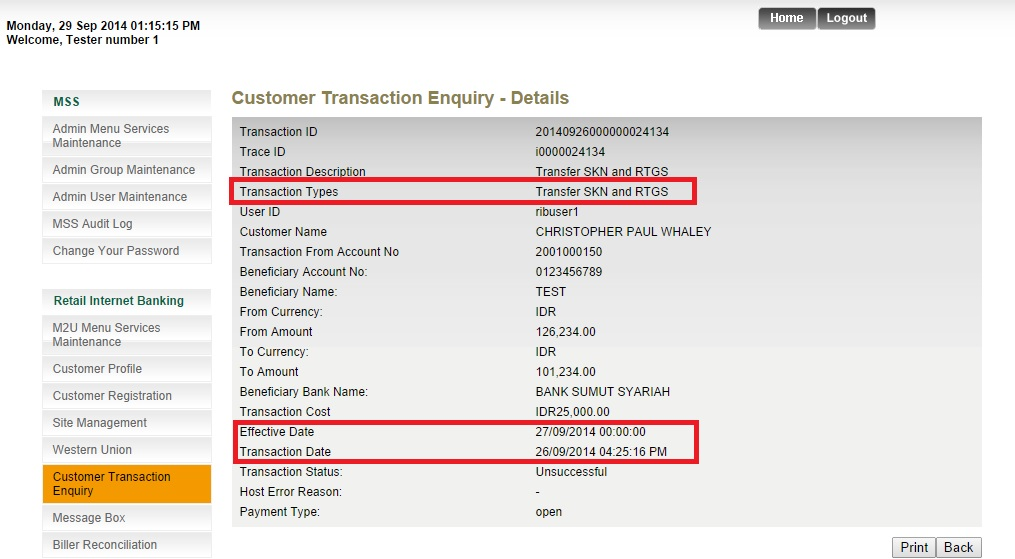 Monday, 29 Sep 2014 01:15:15 PM
Welcome, Tester number 1
Home
Logout
MSS
Admin Menu Services
Maintenance
Admin Group Maintenance
Admin User Maintenance
MSS Audit Log
Change Your Password
Retail Internet Banking
M2U Menu Services
Maintenance
Customer Profile
Customer Registration
Site Management
Western Union
Customer Transaction
Enquiry
Message Box
Biller Reconciliation
Customer Transaction Enquiry - Details
Transaction ID 20140926000000024134
Trace ID i0000024134
Transaction Description Transfer SKN and RTGS
Transaction Types Transfer SKN and RTGS
User ID ribuser1
Customer Name CHRISTOPHER PAUL WHALEY
Transaction From Account No 2001000150
Beneficiary Account No: 0123456789
Beneficiary Name: TEST
From Currency: IDR
From Amount 126,234.00
To Currency: IDR
To Amount 101,234.00
Beneficiary Bank Name: BANK SUMUT SYARIAH
Transaction Cost IDR25,000.00
Effective Date 27/09/2014 00:00:00
Transaction Date 26/09/2014 04:25:16 PM
Transaction Status: Unsuccessful
Host Error Reason: -
Payment Type: open
Print
Back